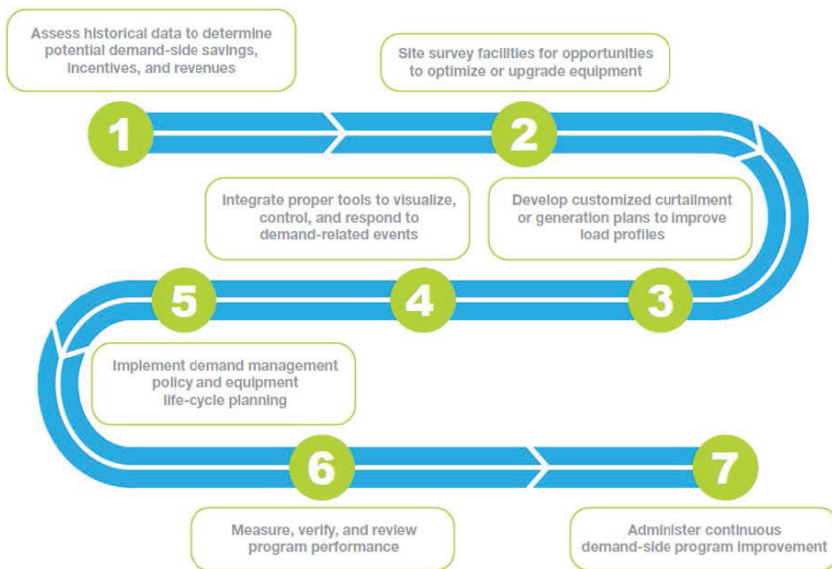 Assess historical data to determine
potential demand-side savings,
incentives, and revenues
1
Site survey facilities for opportunities
to optimize or upgrade equipment
2
Develop customized curtailment
or generation plans to improve
load profiles
3
Integrate proper tools to visualize,
control, and respond to
demand-related events
4
5
Implement demand management
policy and equipment
life-cycle planning
6
Measure, verify, and review
program performance
7
Administer continuous
demand-side program improvement